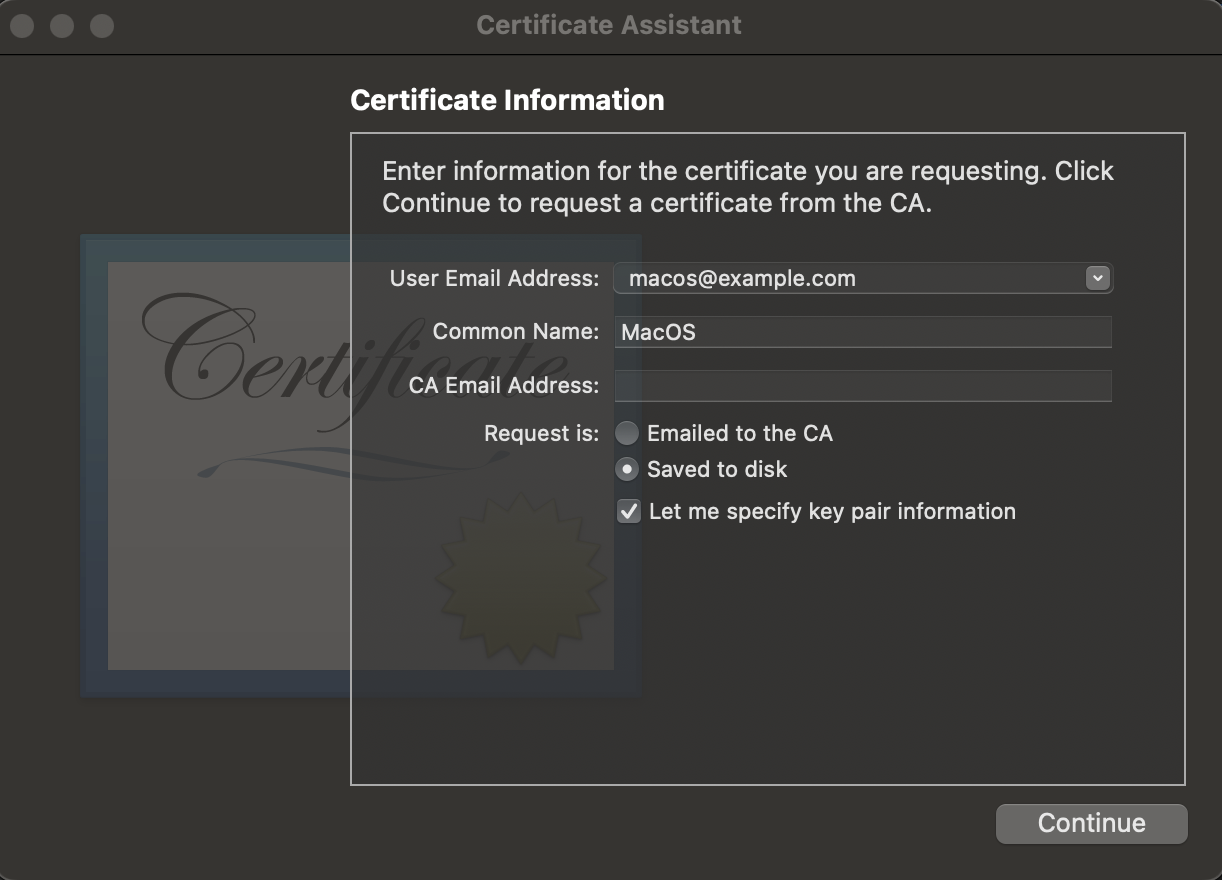 Certificate Assistant
Certificate Information
Enter information for the certificate you are requesting. Click
Continue to request a certificate from the CA.
User Email Address: macos@example.com
Certificate
Common Name: MacOS
CA Email Address:
Request is: Emailed to the CA
Saved to disk
Let me specify key pair information
Continue